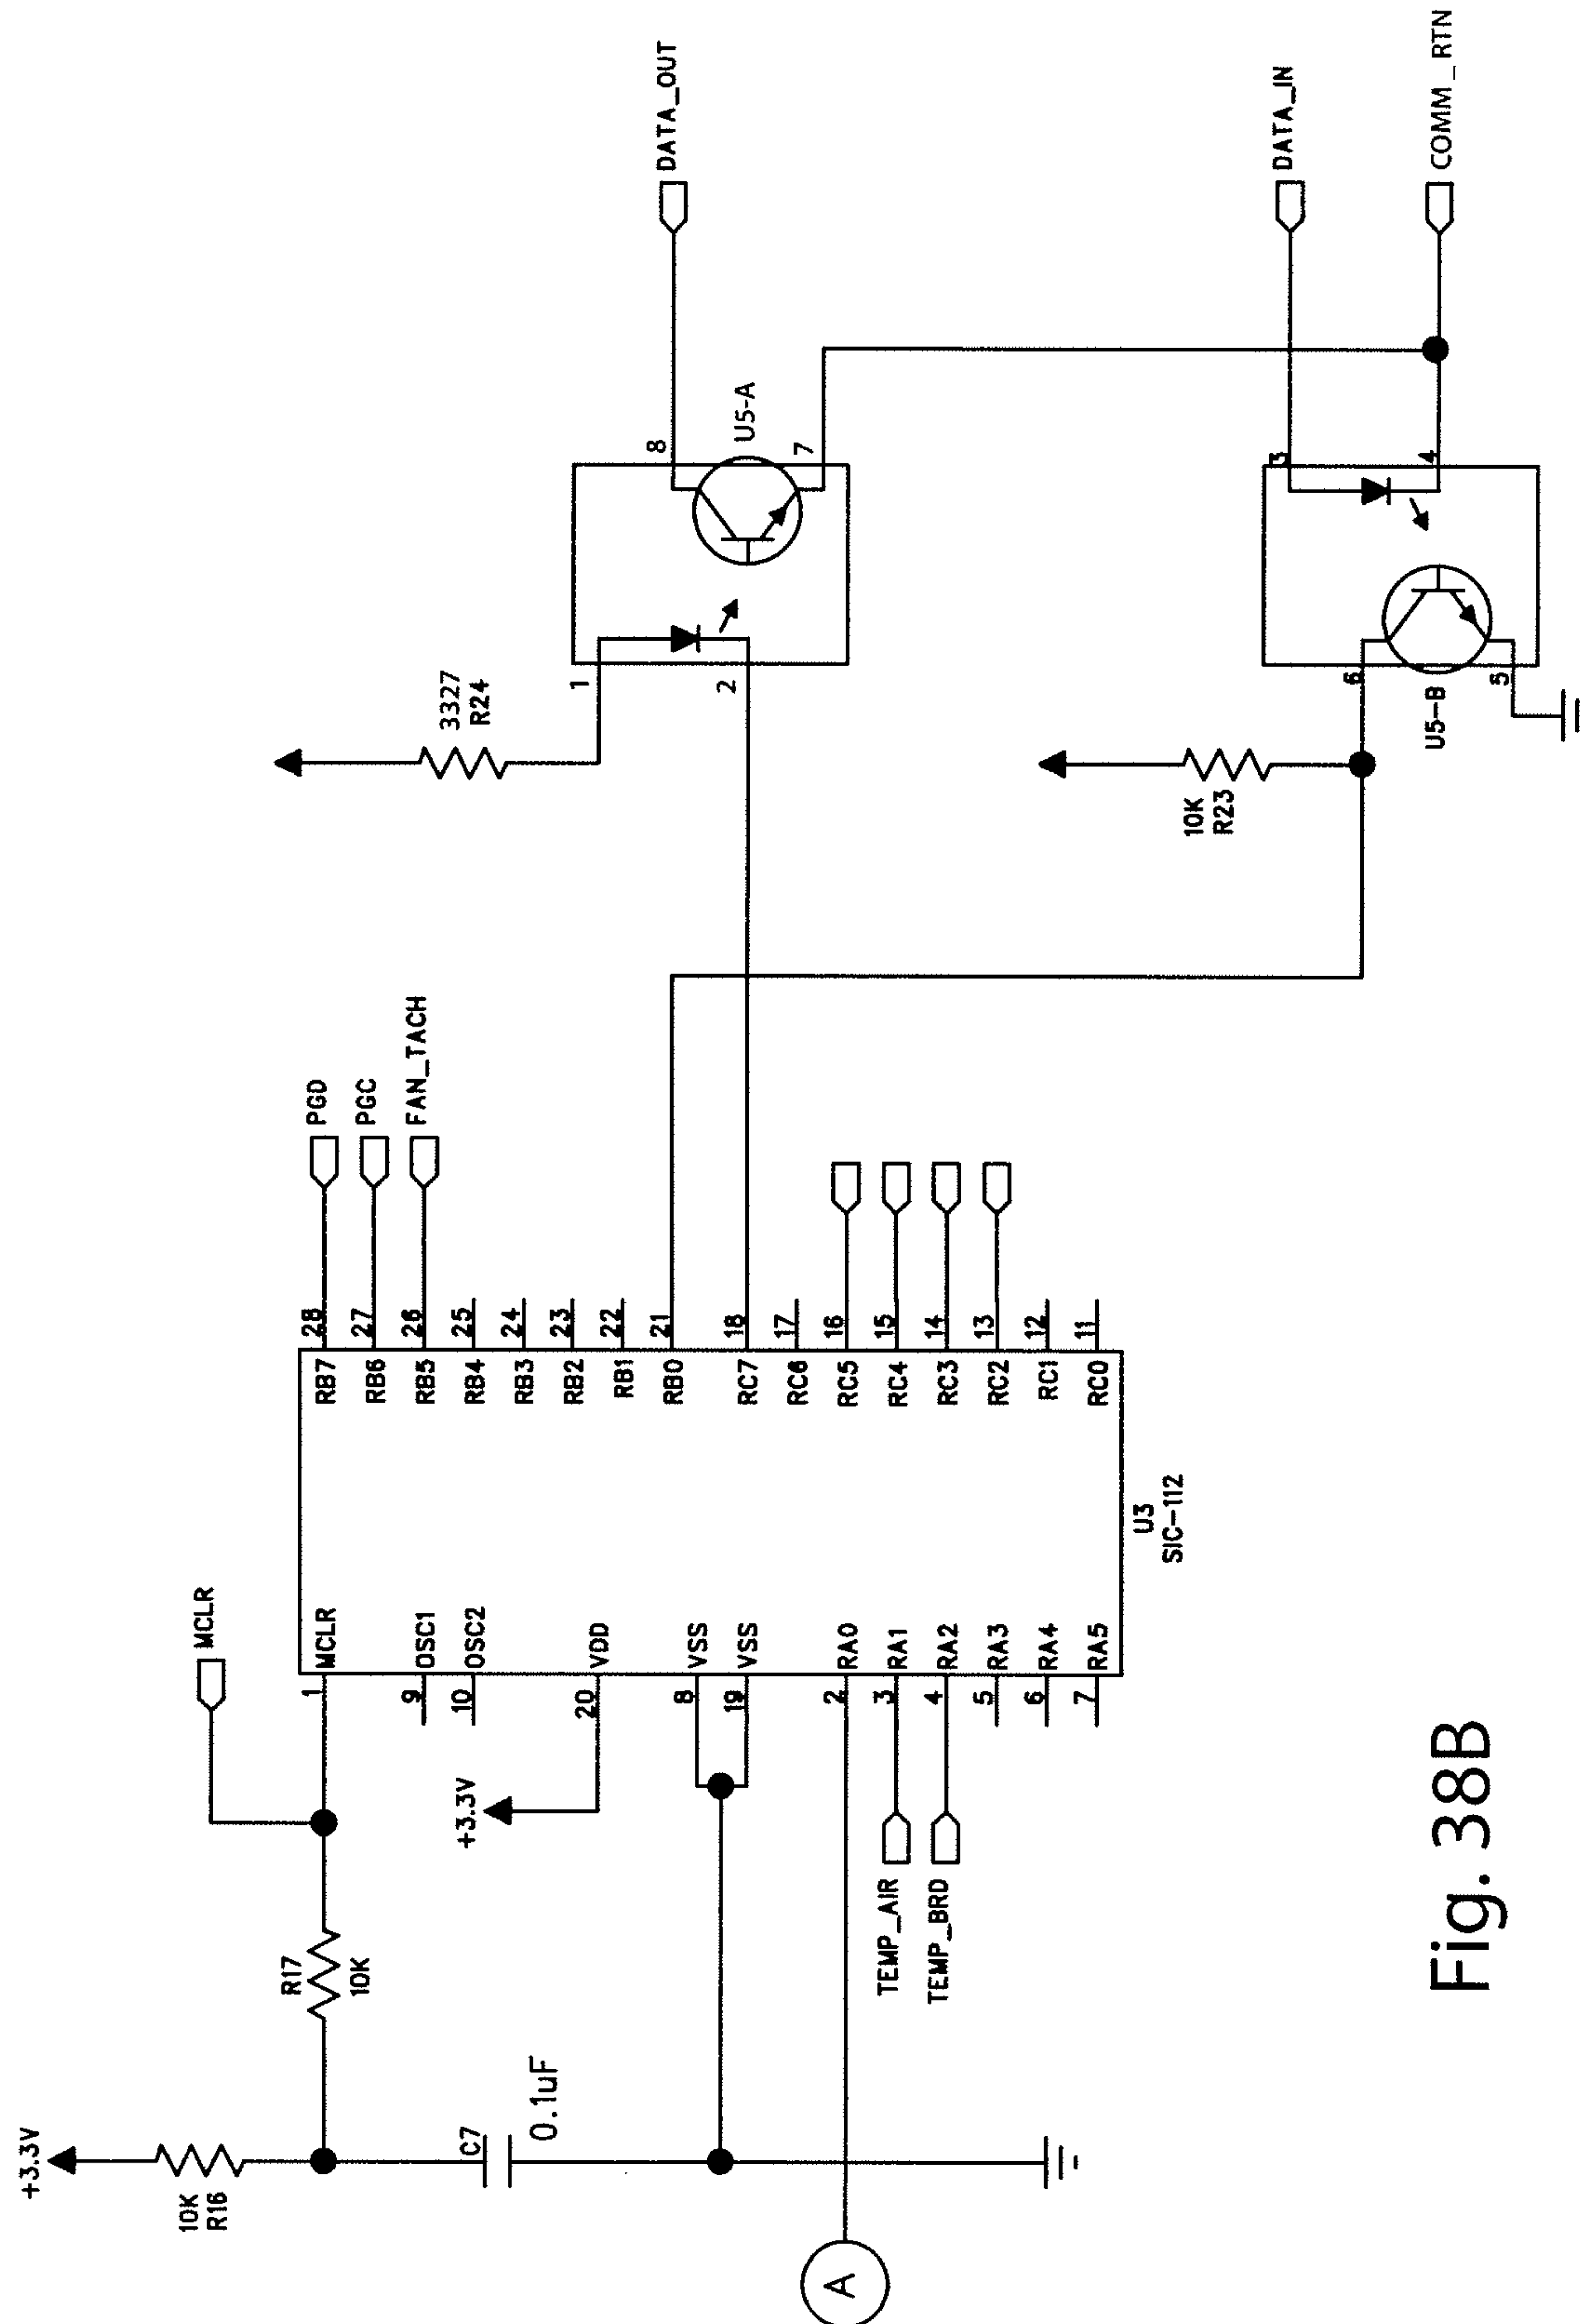 +3.3V
10K
R16
R17
10K
C7
0.1uF
MCLR
+3.3V
A
TEMP_AIR
TEMP_BRD
1
9
10
20
8
19
2
3
4
5
6
7
MCLR
OSC1
OSC2
VDD
VSS
VSS
RA0
RA1
RA2
RA3
RA4
RA5
U3
SIC-112
RB7
RB6
RB5
RB4
RB3
RB2
RB1
RB0
RC7
RC6
RC5
RC4
RC3
RC2
RC1
RC0
28
27
26
25
24
23
22
21
18
17
16
15
14
13
12
11
PGD
PGC
FAN_TACH
3327
R24
1
2
8
7
U5-A
DATA_OUT
10K
R23
6
5
U5-B
3
4
DATA_IN
COMM_RTN
Fig. 38B